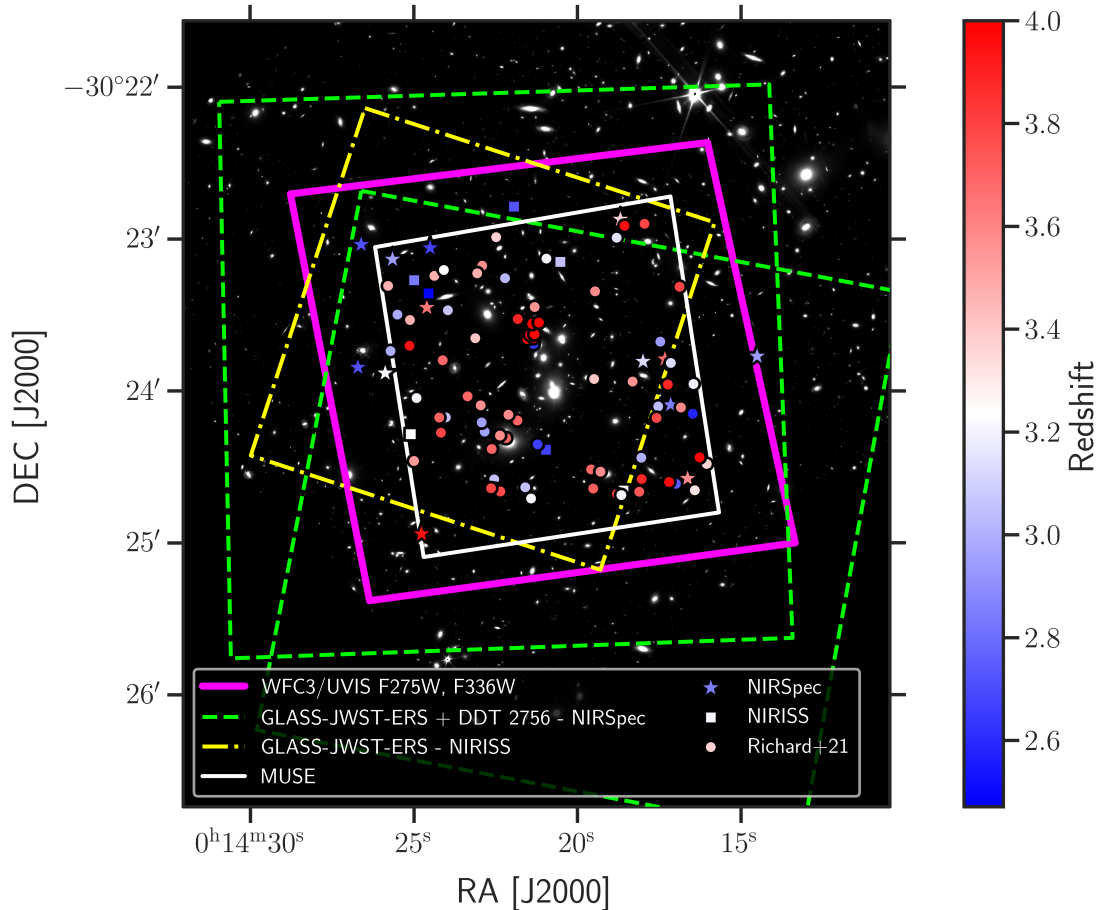 DEC [J2000]
−30°22′
23′
24′
25′
26′
WFC3/UVIS F275W, F336W
GLASS-JWST-ERS + DDT 2756 - NIRSpec
GLASS-JWST-ERS - NIRISS
MUSE
NIRSpec
NIRISS
Richard+21
0ʰ14ᵐ30ˢ
25ˢ
20ˢ
15ˢ
RA [J2000]
4.0
3.8
3.6
3.4
3.2
3.0
2.8
2.6
Redshift